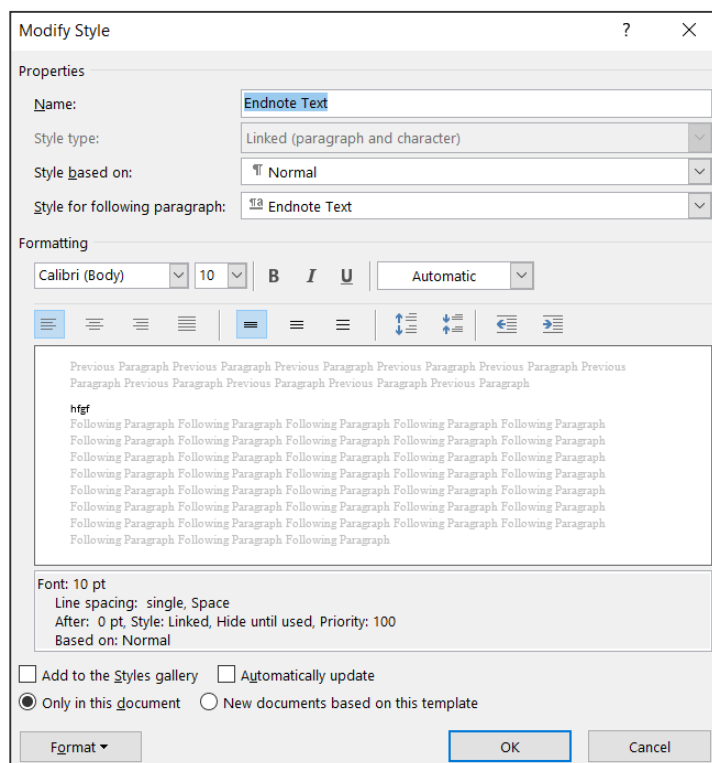 Modify Style ?
Properties
Name: Endnote Text
Style type: Linked (paragraph and character)
Style based on: ¶ Normal
Style for following paragraph: ¶a Endnote Text
Formatting
Calibri (Body) 10 B I U Automatic
Previous Paragraph Previous Paragraph Previous Paragraph Previous Paragraph Previous Paragraph Previous
Paragraph Previous Paragraph Previous Paragraph Previous Paragraph Previous Paragraph
hfgf
Following Paragraph Following Paragraph Following Paragraph Following Paragraph Following Paragraph
Following Paragraph Following Paragraph Following Paragraph Following Paragraph Following Paragraph
Following Paragraph Following Paragraph Following Paragraph Following Paragraph Following Paragraph
Following Paragraph Following Paragraph Following Paragraph Following Paragraph Following Paragraph
Following Paragraph Following Paragraph Following Paragraph Following Paragraph Following Paragraph
Following Paragraph Following Paragraph Following Paragraph Following Paragraph Following Paragraph
Following Paragraph Following Paragraph Following Paragraph Following Paragraph Following Paragraph
Following Paragraph Following Paragraph Following Paragraph
Font: 10 pt
Line spacing: single, Space
After: 0 pt, Style: Linked, Hide until used, Priority: 100
Based on: Normal
Add to the Styles gallery Automatically update
Only in this document New documents based on this template
Format OK Cancel